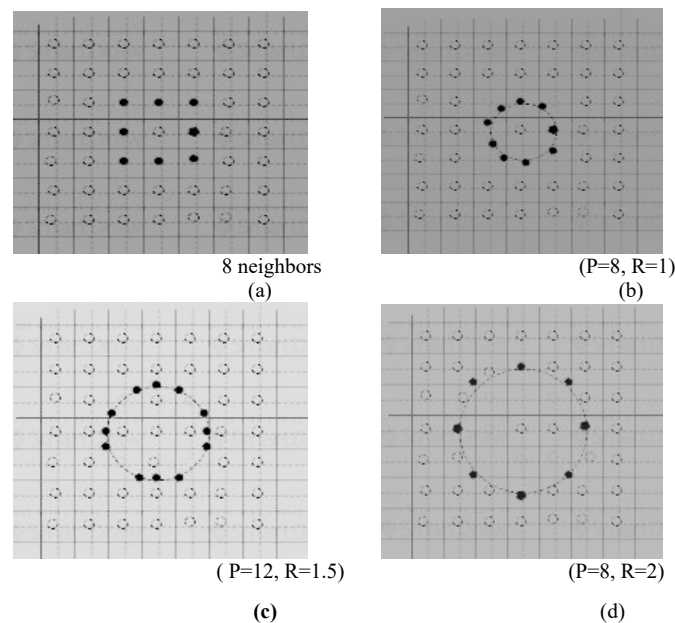 8 neighbors
(a)
(P=8, R=1)
(b)
( P=12, R=1.5)
(c)
(P=8, R=2)
(d)